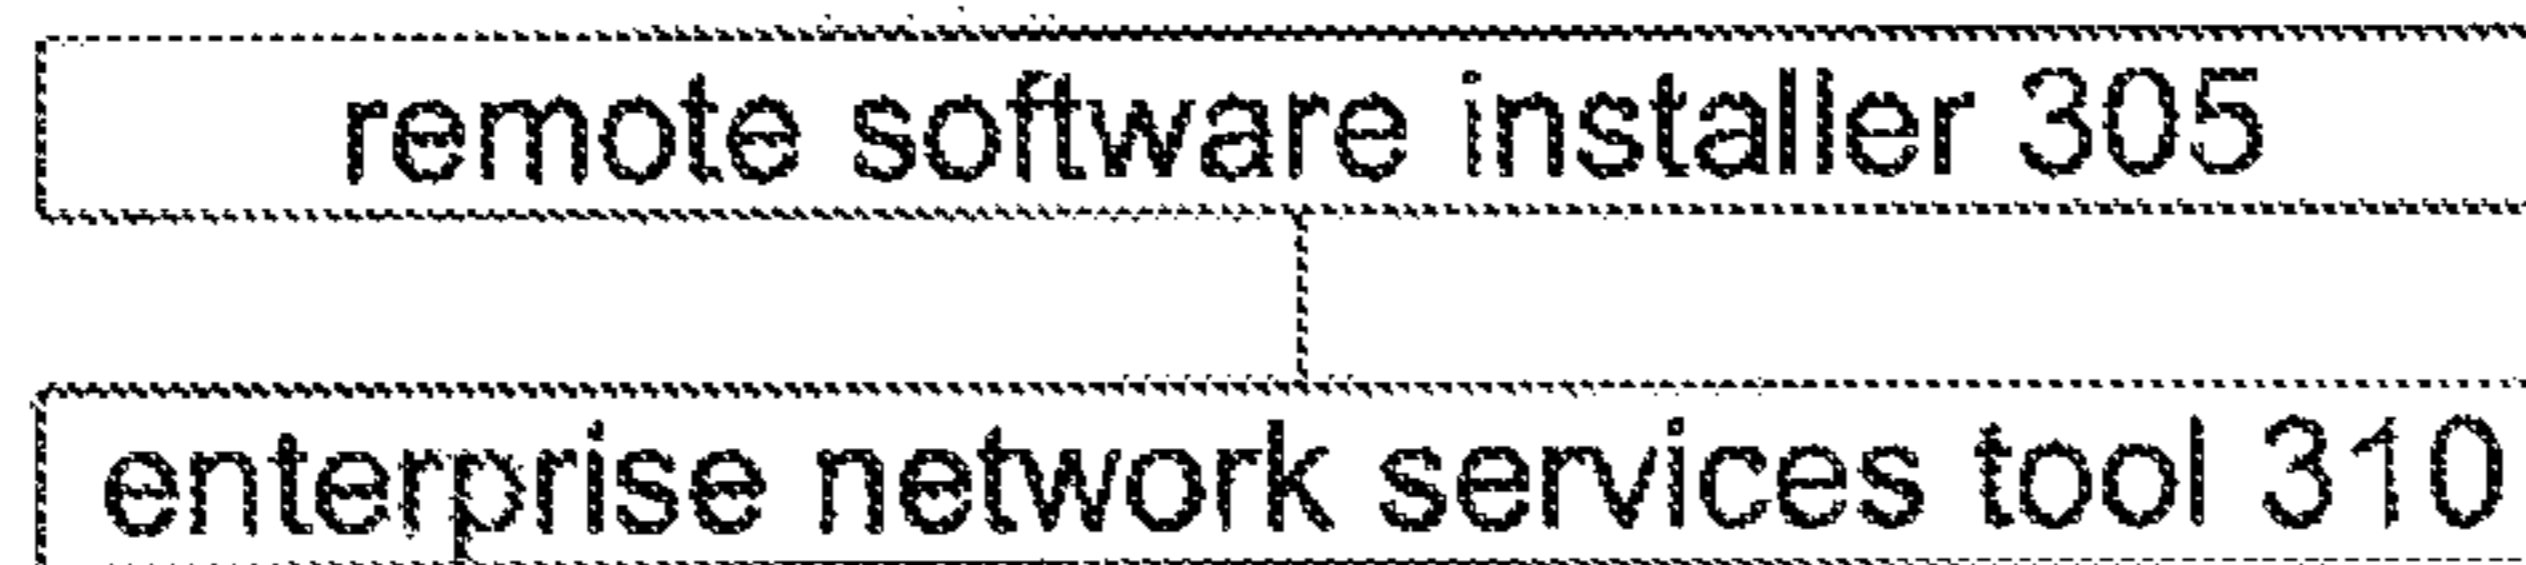 remote software installer 305
enterprise network services tool 310